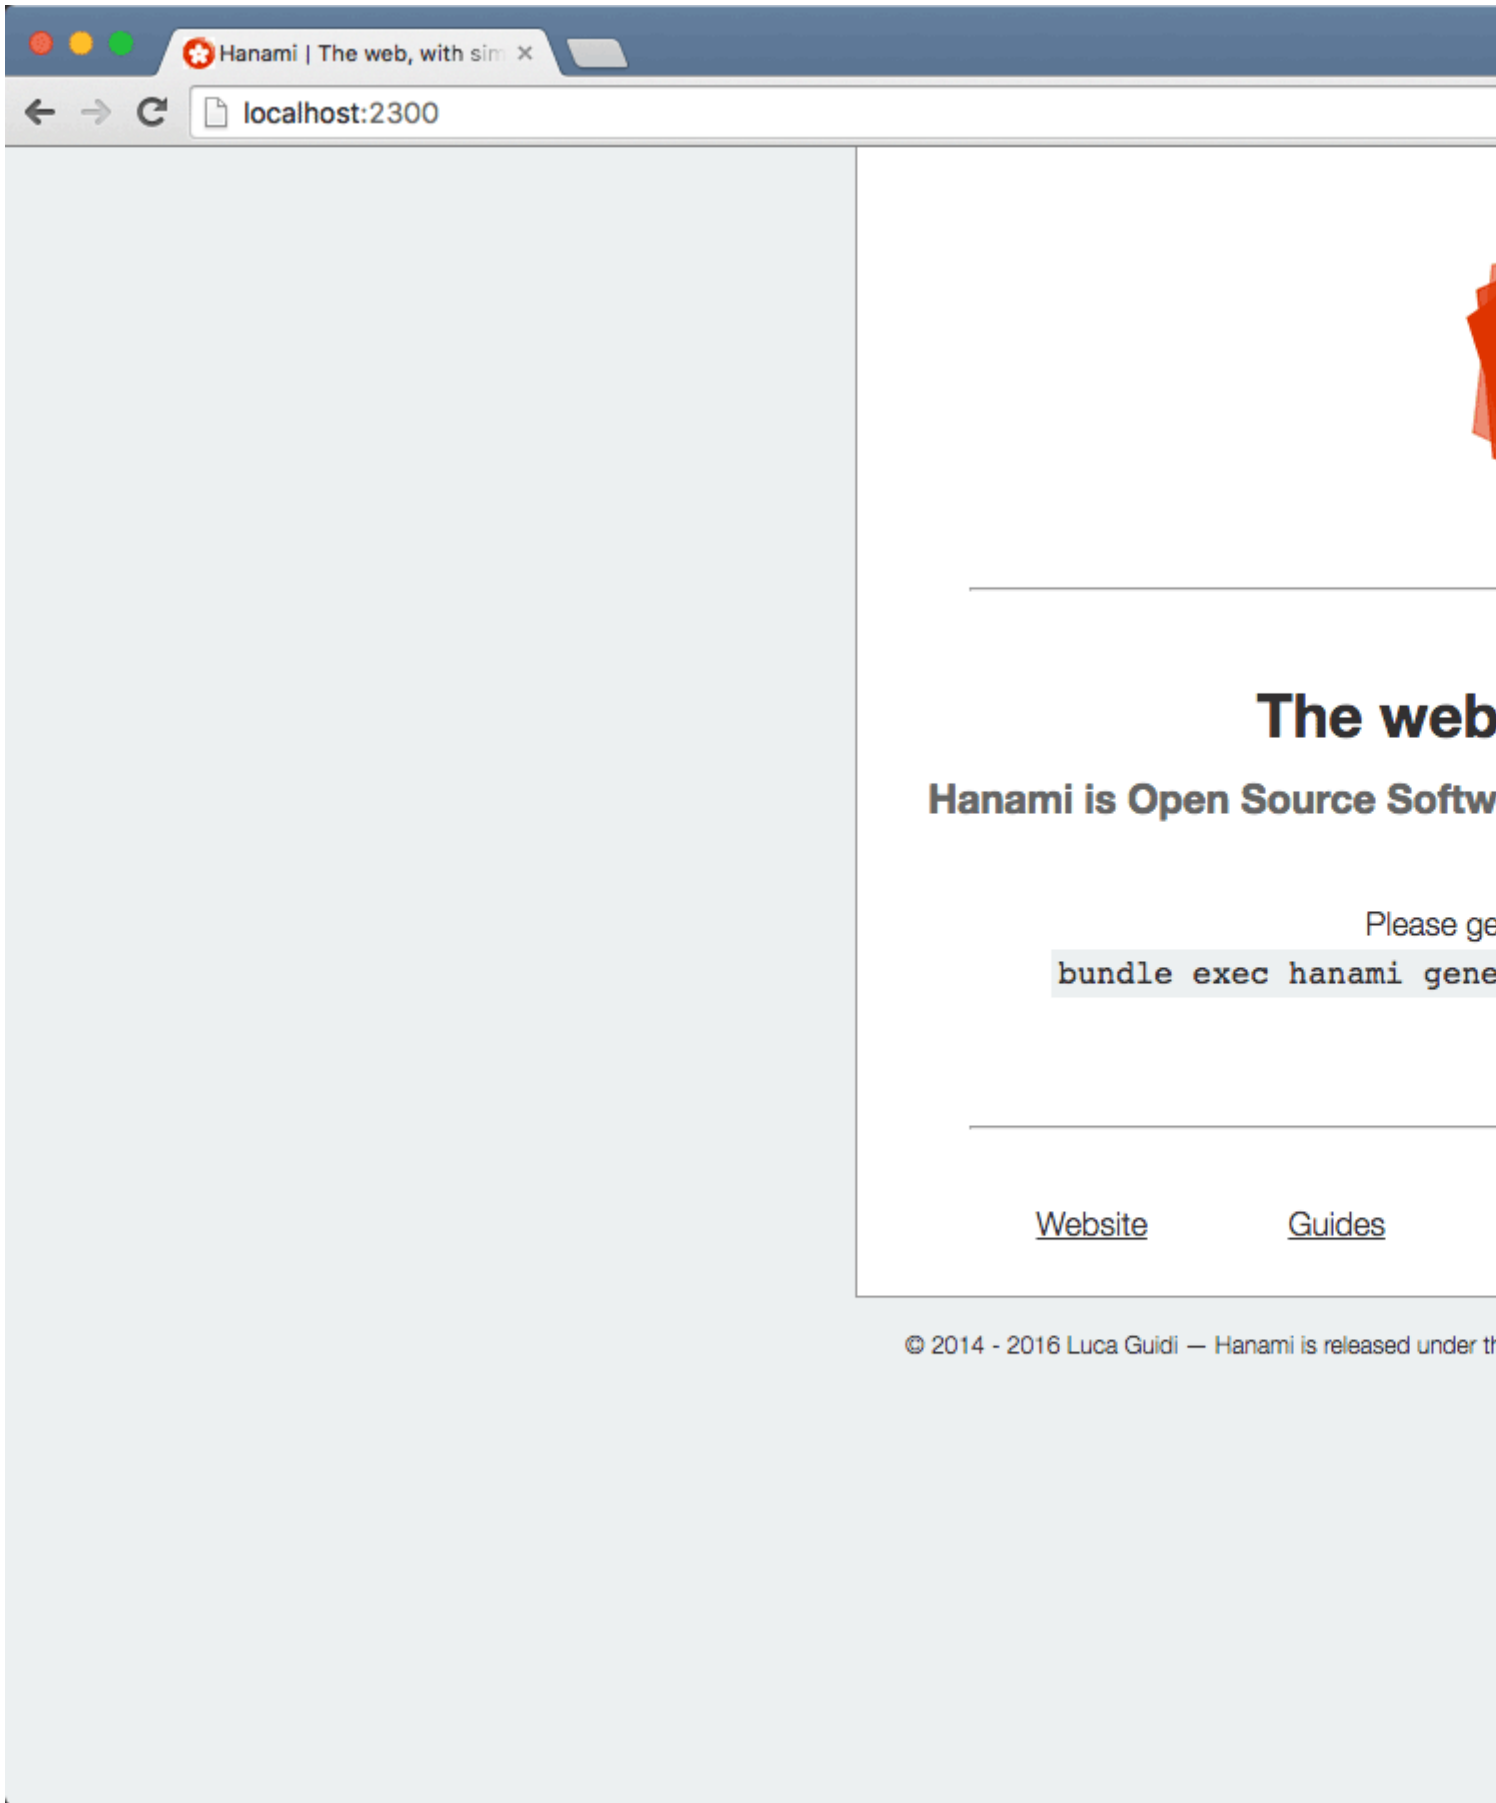 Hanami | The web, with sim
localhost:2300
The web
Hanami is Open Source Softw
Please ge
bundle exec hanami gene
Website
Guides
© 2014 - 2016 Luca Guidi — Hanami is released under th